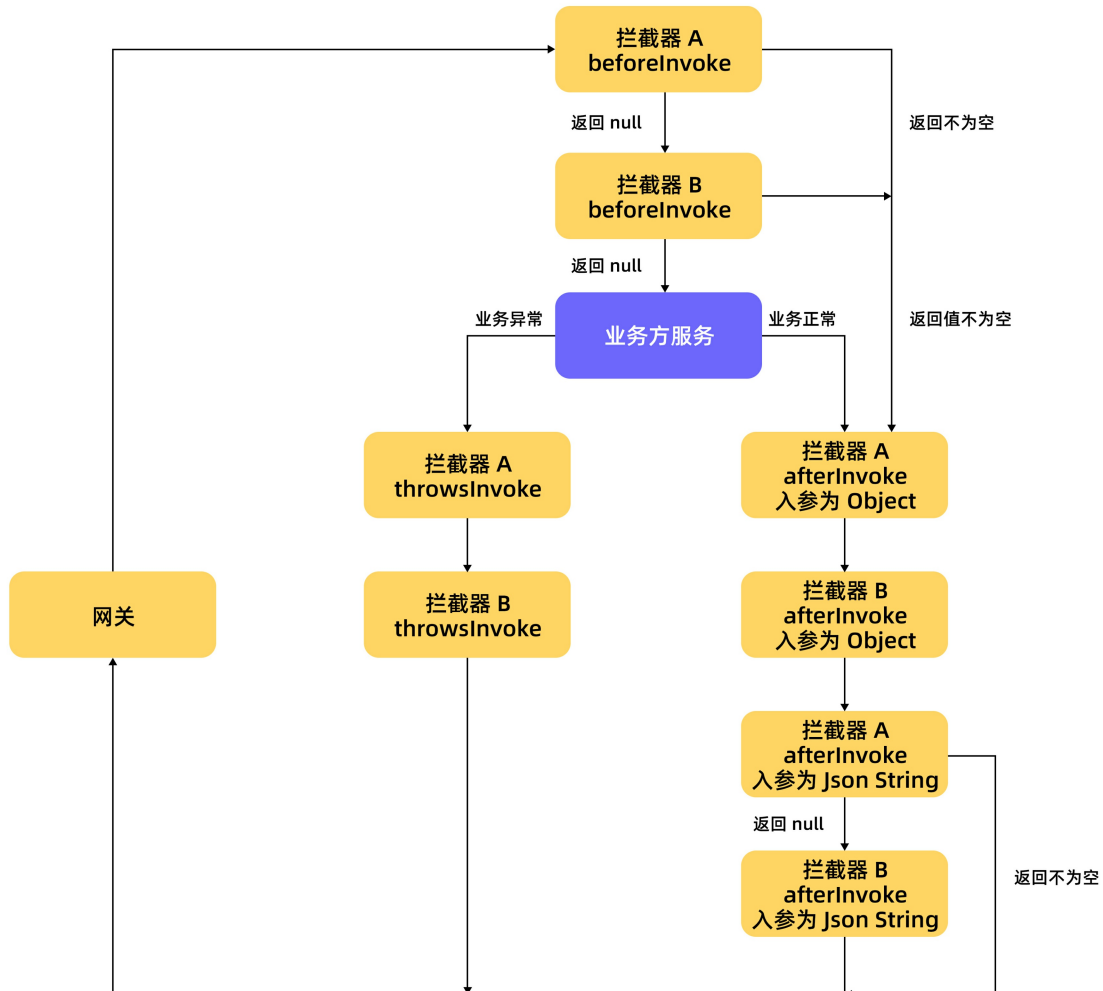 拦截器 A
beforeInvoke
返回 null
返回不为空
拦截器 B
beforeInvoke
返回 null
业务异常
业务方服务
业务正常
返回值不为空
拦截器 A
throwsInvoke
拦截器 A
afterInvoke
入参为 Object
网关
拦截器 B
throwsInvoke
拦截器 B
afterInvoke
入参为 Object
拦截器 A
afterInvoke
入参为 Json String
返回 null
拦截器 B
afterInvoke
入参为 Json String
返回不为空